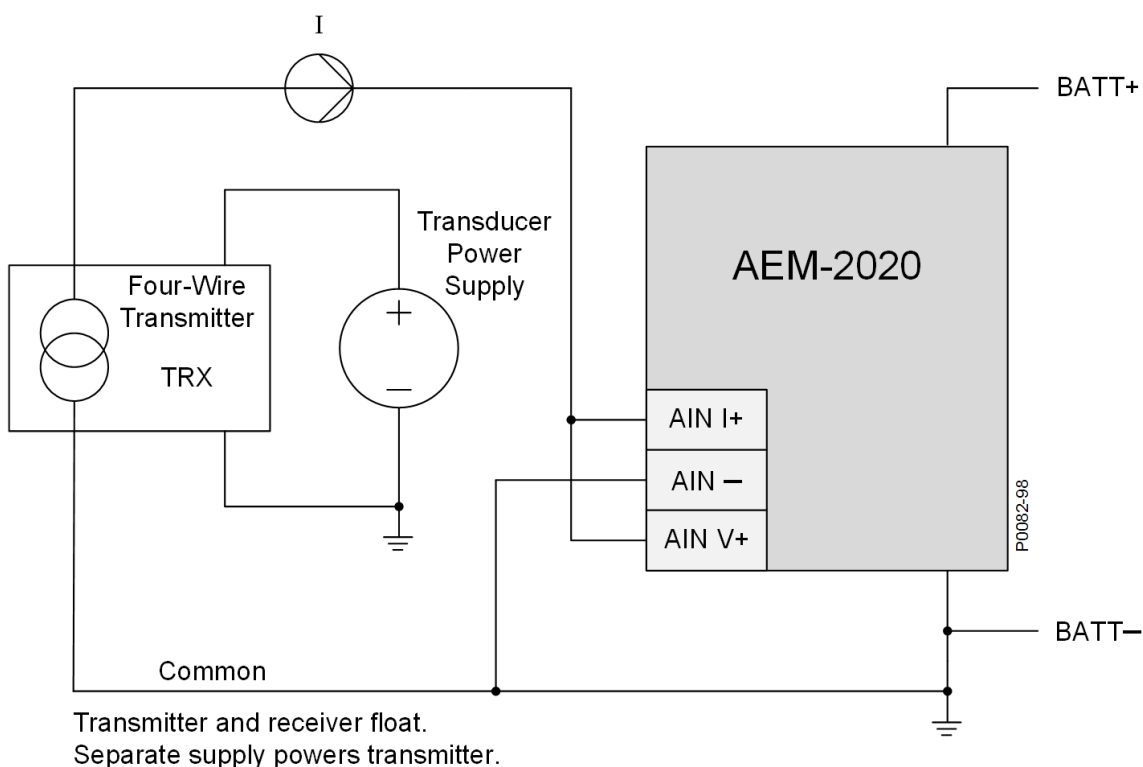 I
BATT+
Transducer
Power
Supply
AEM-2020
Four-Wire
Transmitter
TRX
+
−
AIN I+
AIN −
AIN V+
P0082-98
BATT−
Common
Transmitter and receiver float.
Separate supply powers transmitter.